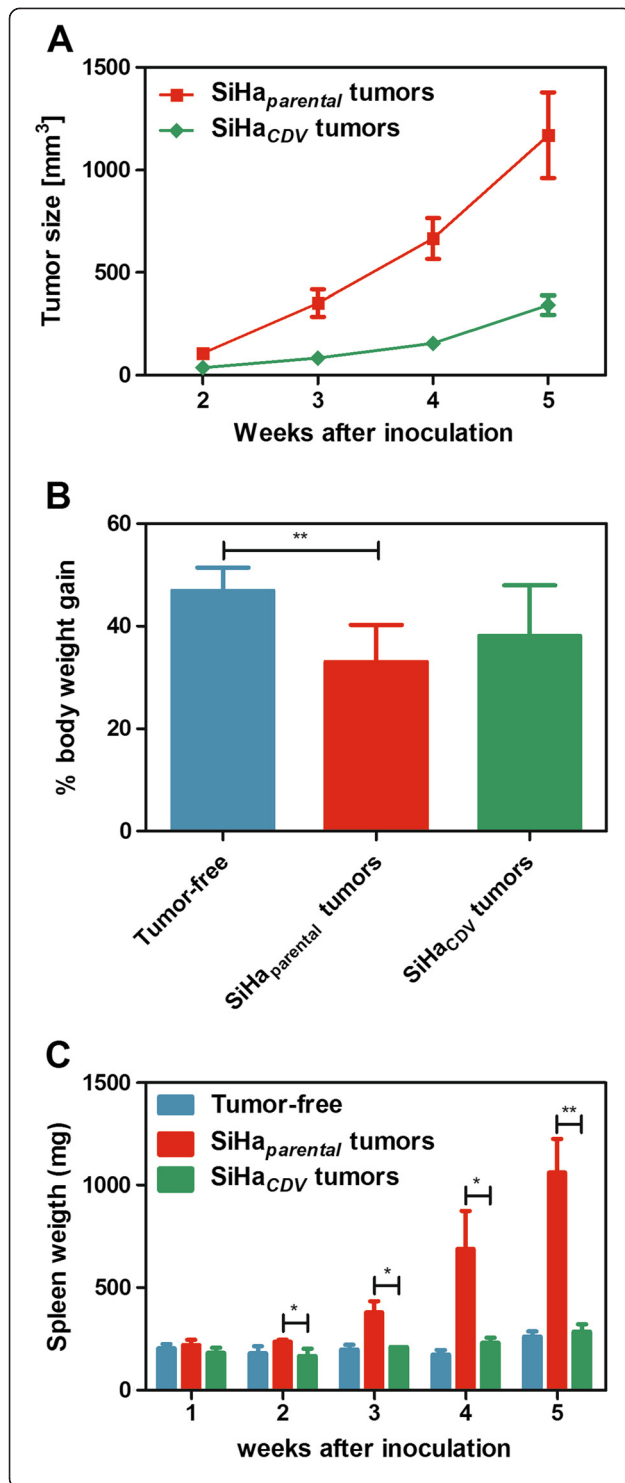 A
1500
1000
500
0
SiHaparental tumors
SiHaCDV tumors
Tumor size [mm³]
2 3 4 5
Weeks after inoculation
B
60
40
20
0
**
% body weight gain
Tumor-free
SiHaparental tumors
SiHaCDV tumors
C
1500
1000
500
0
Tumor-free
SiHaparental tumors
SiHaCDV tumors
* * * **
Spleen weigth (mg)
1 2 3 4 5
weeks after inoculation